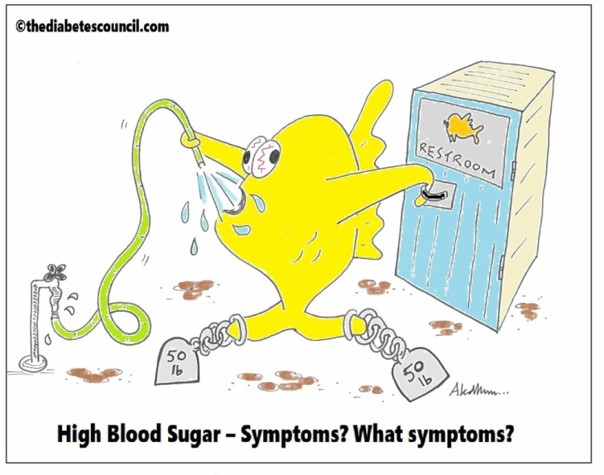 ©thediabetescouncil.com
RESTROOM
50
lb
50
lb
High Blood Sugar – Symptoms? What symptoms?